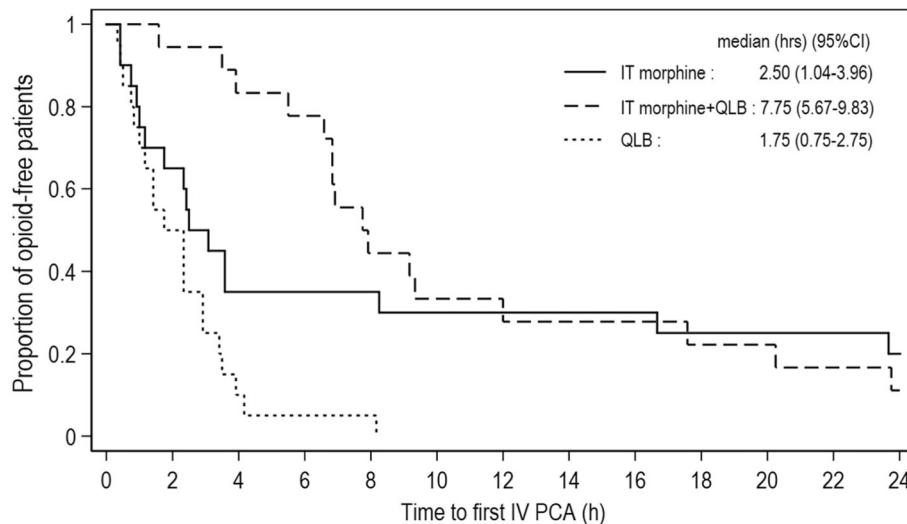 Proportion of opioid-free patients
1
0.8
0.6
0.4
0.2
0
median (hrs) (95%CI)
IT morphine : 2.50 (1.04-3.96)
IT morphine+QLB : 7.75 (5.67-9.83)
QLB : 1.75 (0.75-2.75)
0 2 4 6 8 10 12 14 16 18 20 22 24
Time to first IV PCA (h)